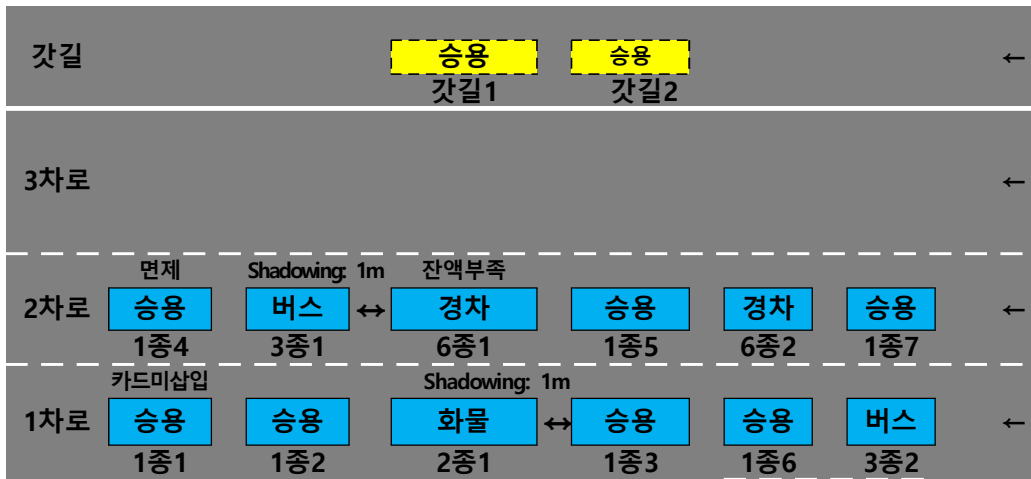 갓길 승용 승용 ←
갓길1 갓길2
3차로 ←
면제 Shadowing: 1m 잔액부족
2차로 승용 버스 ↔ 경차 승용 경차 승용 ←
1종4 3종1 6종1 1종5 6종2 1종7
카드미삽입 Shadowing: 1m
1차로 승용 승용 화물 ↔ 승용 승용 버스 ←
1종1 1종2 2종1 1종3 1종6 3종2